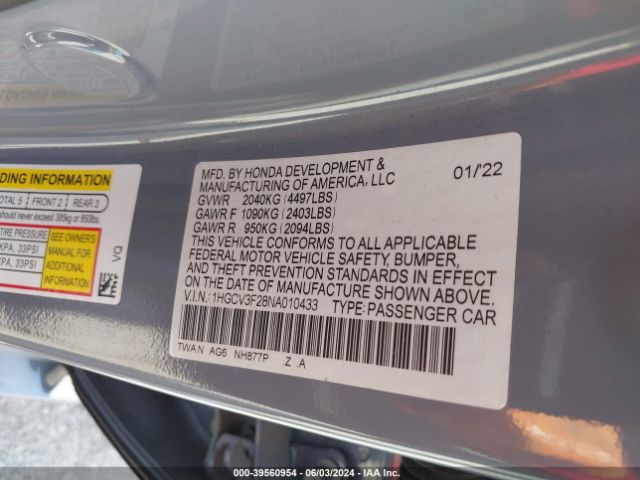 DING INFORMATION
TOTAL 5 FRONT 2 REAR 3
should never exceed 385kg or 850lbs.
TIRE PRESSURE
KPA, 33PSI
KPA, 33PSI
SEE OWNER'S
MANUAL FOR
ADDITIONAL
INFORMATION
VQ
MFD. BY HONDA DEVELOPMENT &
MANUFACTURING OF AMERICA, LLC
01/'22
GVWR 2040KG (4497LBS)
GAWR F 1090KG (2403LBS)
GAWR R 950KG (2094LBS)
THIS VEHICLE CONFORMS TO ALL APPLICABLE
FEDERAL MOTOR VEHICLE SAFETY, BUMPER,
AND THEFT PREVENTION STANDARDS IN EFFECT
ON THE DATE OF MANUFACTURE SHOWN ABOVE.
V.I.N.: 1HGCV3F28NA010433 TYPE: PASSENGER CAR
TWA N AG6 NH877P .Z .A
000-39560954 - 06/03/2024 - IAA Inc.